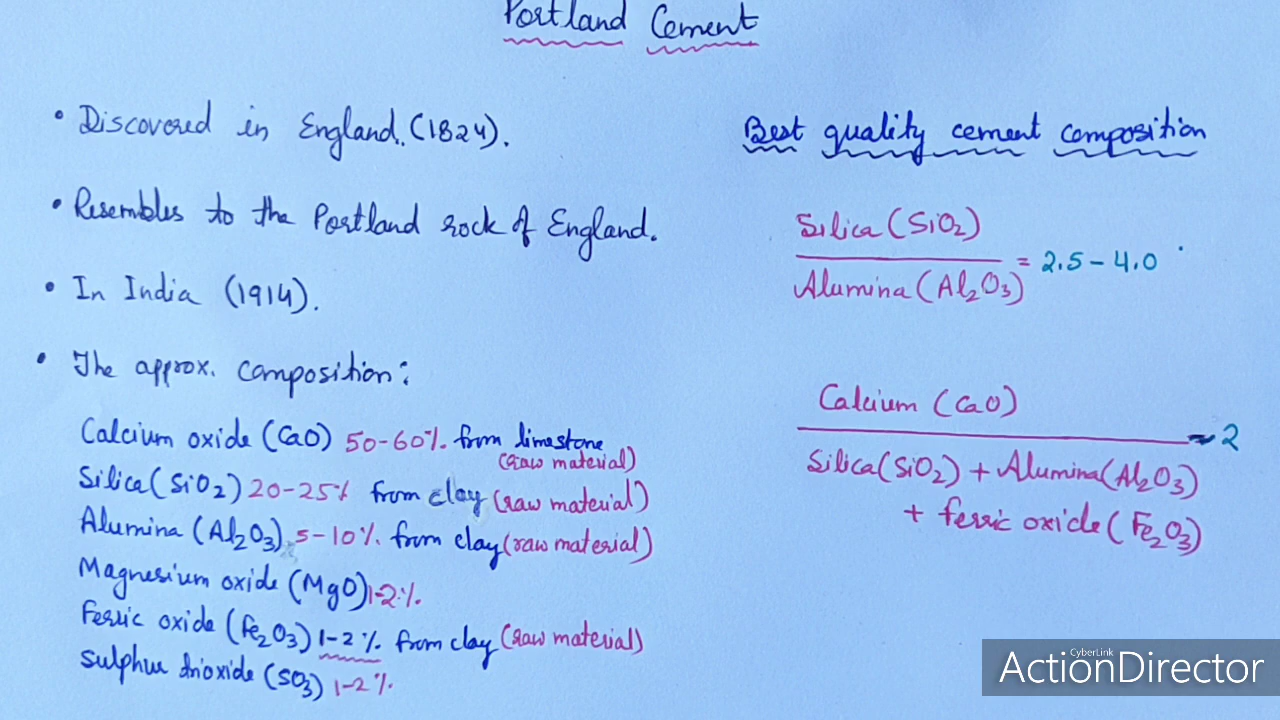 Portland Cement
• Discovered in England. (1824).
• Resembles to the Portland rock of England.
• In India (1914).
• The approx. composition:
Calcium oxide (CaO) 50-60% from limestone
(raw material)
Silica (SiO₂) 20-25% from clay (raw material)
Alumina (Al₂O₃) 5-10% from clay (raw material)
Magnesium oxide (MgO) 1-2%
Ferric oxide (Fe₂O₃) 1-2% from clay (raw material)
Sulphur trioxide (SO₃) 1-2%
Best quality cement composition
Silica (SiO₂)
= 2.5 - 4.0
Alumina (Al₂O₃)
Calcium (CaO)
≈ 2
Silica (SiO₂) + Alumina (Al₂O₃)
+ ferric oxide (Fe₂O₃)
CyberLink
ActionDirector